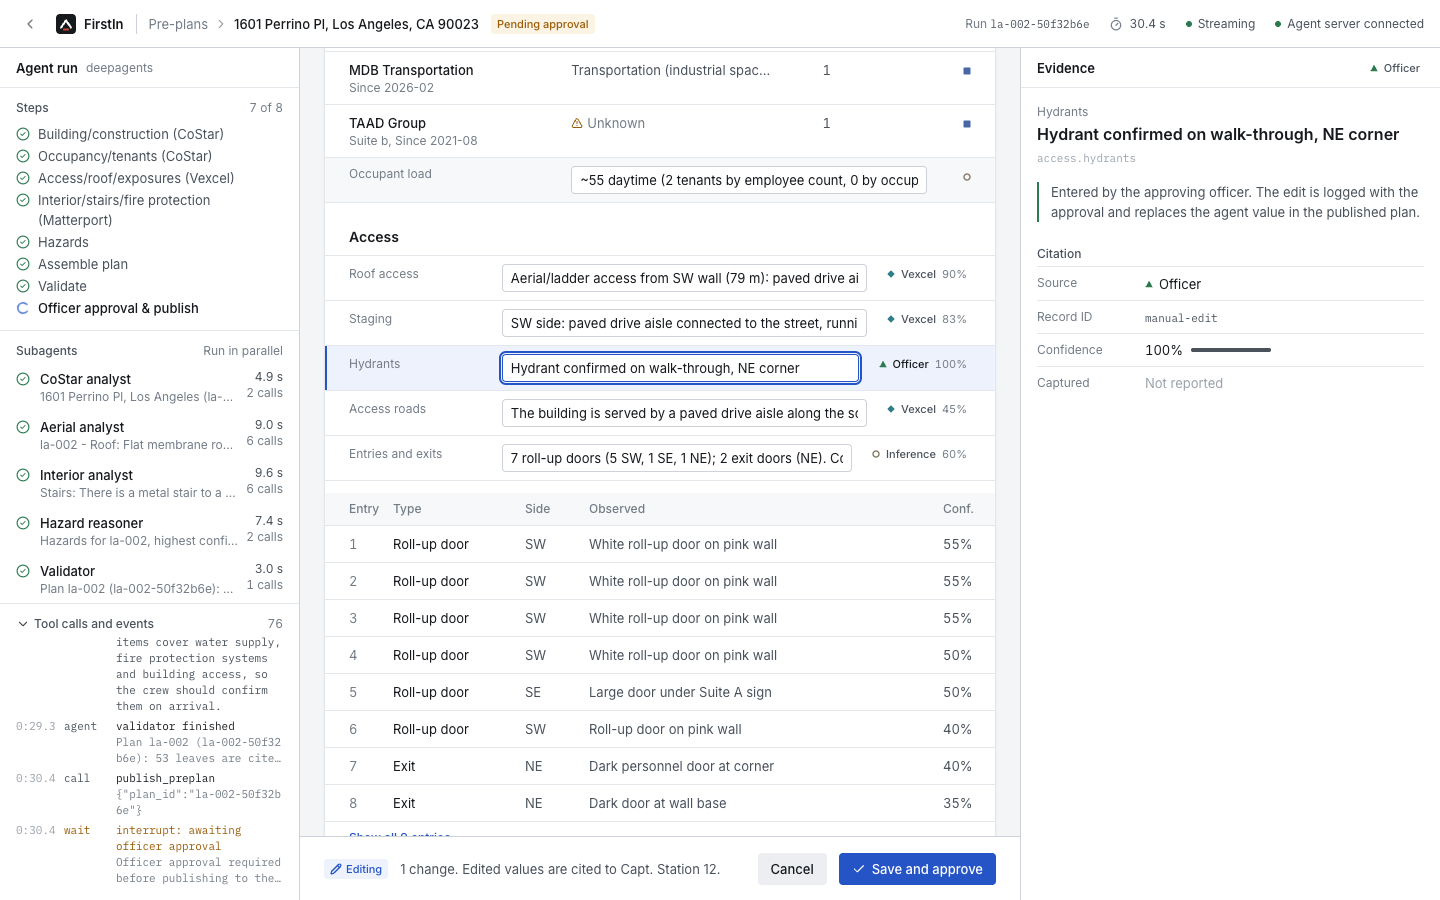 FirstIn
Pre-plans
1601 Perrino Pl, Los Angeles, CA 90023
Pending approval
Run la-002-50f32b6e
30.4 s
Streaming
Agent server connected
Agent run deepagents
Steps 7 of 8
Building/construction (CoStar)
Occupancy/tenants (CoStar)
Access/roof/exposures (Vexcel)
Interior/stairs/fire protection
(Matterport)
Hazards
Assemble plan
Validate
Officer approval & publish
Subagents Run in parallel
CoStar analyst 4.9 s
1601 Perrino Pl, Los Angeles (la-... 2 calls
Aerial analyst 9.0 s
la-002 - Roof: Flat membrane ro... 6 calls
Interior analyst 9.6 s
Stairs: There is a metal stair to a ... 6 calls
Hazard reasoner 7.4 s
Hazards for la-002, highest confi... 2 calls
Validator 3.0 s
Plan la-002 (la-002-50f32b6e): ... 1 calls
Tool calls and events 76
items cover water supply,
fire protection systems
and building access, so
the crew should confirm
them on arrival.
0:29.3 agent validator finished
Plan la-002 (la-002-50f32
b6e): 53 leaves are cite…
0:30.4 call publish_preplan
{"plan_id":"la-002-50f32b
6e"}
0:30.4 wait interrupt: awaiting
officer approval
Officer approval required
before publishing to the…
MDB Transportation Transportation (industrial spac... 1
Since 2026-02
TAAD Group Unknown 1
Suite b, Since 2021-08
Occupant load ~55 daytime (2 tenants by employee count, 0 by occup
Access
Roof access Aerial/ladder access from SW wall (79 m): paved drive ai Vexcel 90%
Staging SW side: paved drive aisle connected to the street, runni Vexcel 83%
Hydrants Hydrant confirmed on walk-through, NE corner Officer 100%
Access roads The building is served by a paved drive aisle along the so Vexcel 45%
Entries and exits 7 roll-up doors (5 SW, 1 SE, 1 NE); 2 exit doors (NE). Co Inference 60%
Entry Type Side Observed Conf.
1 Roll-up door SW White roll-up door on pink wall 55%
2 Roll-up door SW White roll-up door on pink wall 55%
3 Roll-up door SW White roll-up door on pink wall 55%
4 Roll-up door SW White roll-up door on pink wall 50%
5 Roll-up door SE Large door under Suite A sign 50%
6 Roll-up door SW Roll-up door on pink wall 40%
7 Exit NE Dark personnel door at corner 40%
8 Exit NE Dark door at wall base 35%
Show all 9 entries
Editing 1 change. Edited values are cited to Capt. Station 12.
Cancel
Save and approve
Evidence Officer
Hydrants
Hydrant confirmed on walk-through, NE corner
access.hydrants
Entered by the approving officer. The edit is logged with the
approval and replaces the agent value in the published plan.
Citation
Source Officer
Record ID manual-edit
Confidence 100%
Captured Not reported